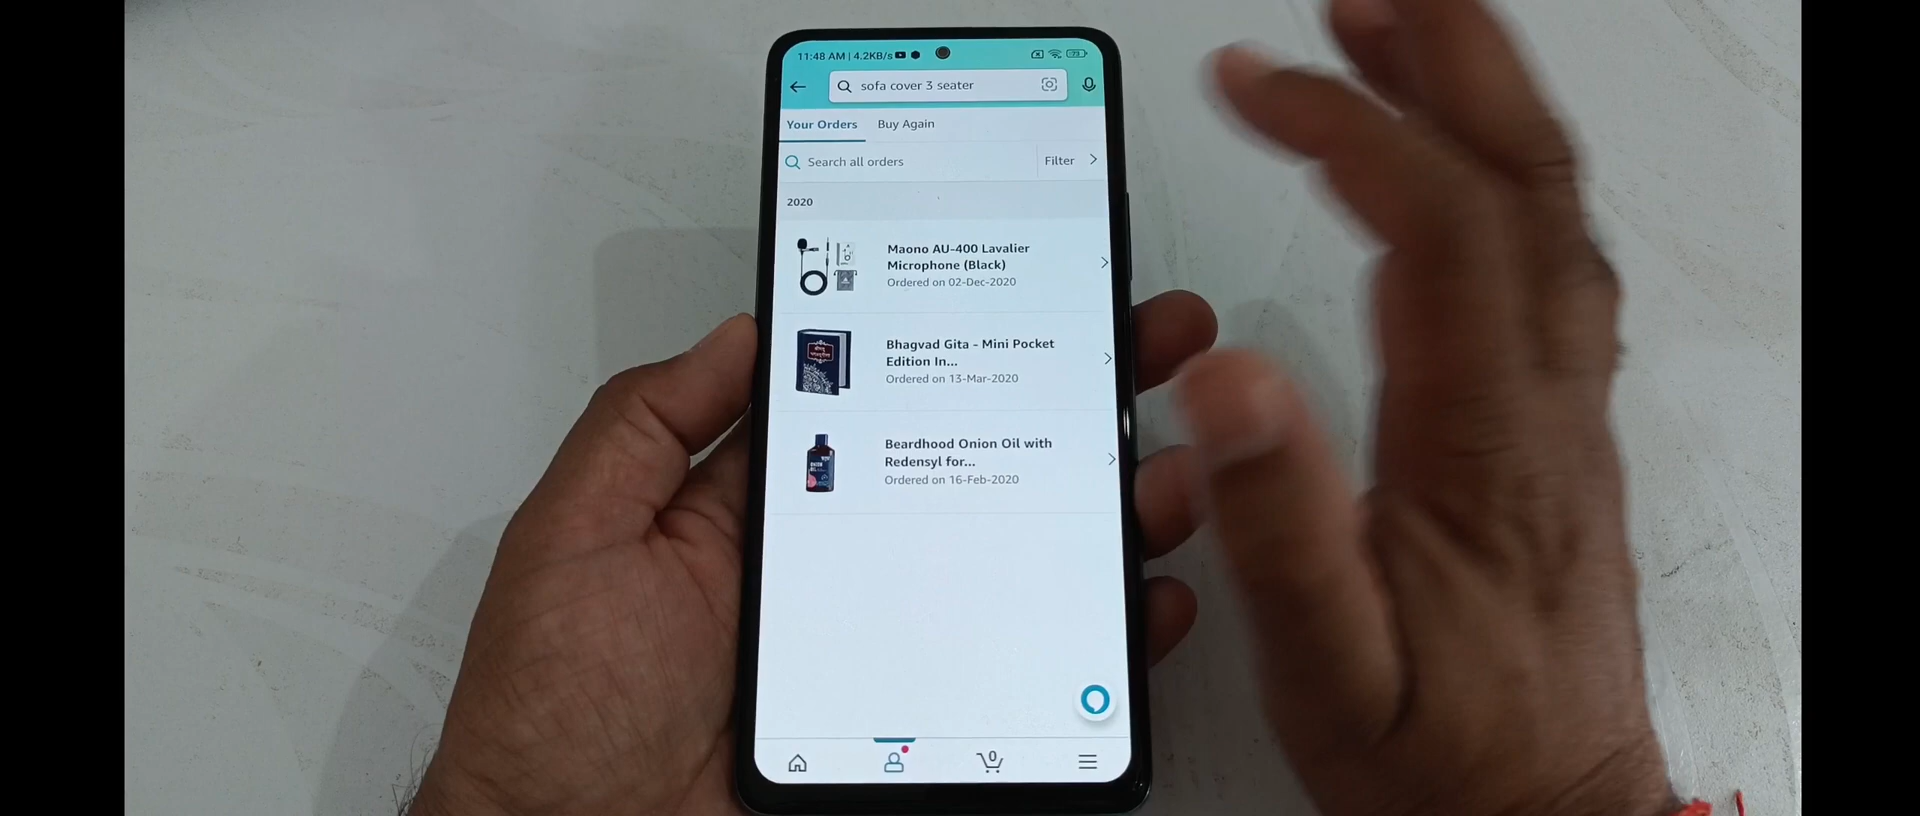 11:48 AM | 4.2KB/s
73
sofa cover 3 seater
Your Orders
Buy Again
Search all orders
Filter
2020
Maono AU-400 Lavalier
Microphone (Black)
Ordered on 02-Dec-2020
Bhagvad Gita - Mini Pocket
Edition In...
Ordered on 13-Mar-2020
Beardhood Onion Oil with
Redensyl for...
Ordered on 16-Feb-2020
0